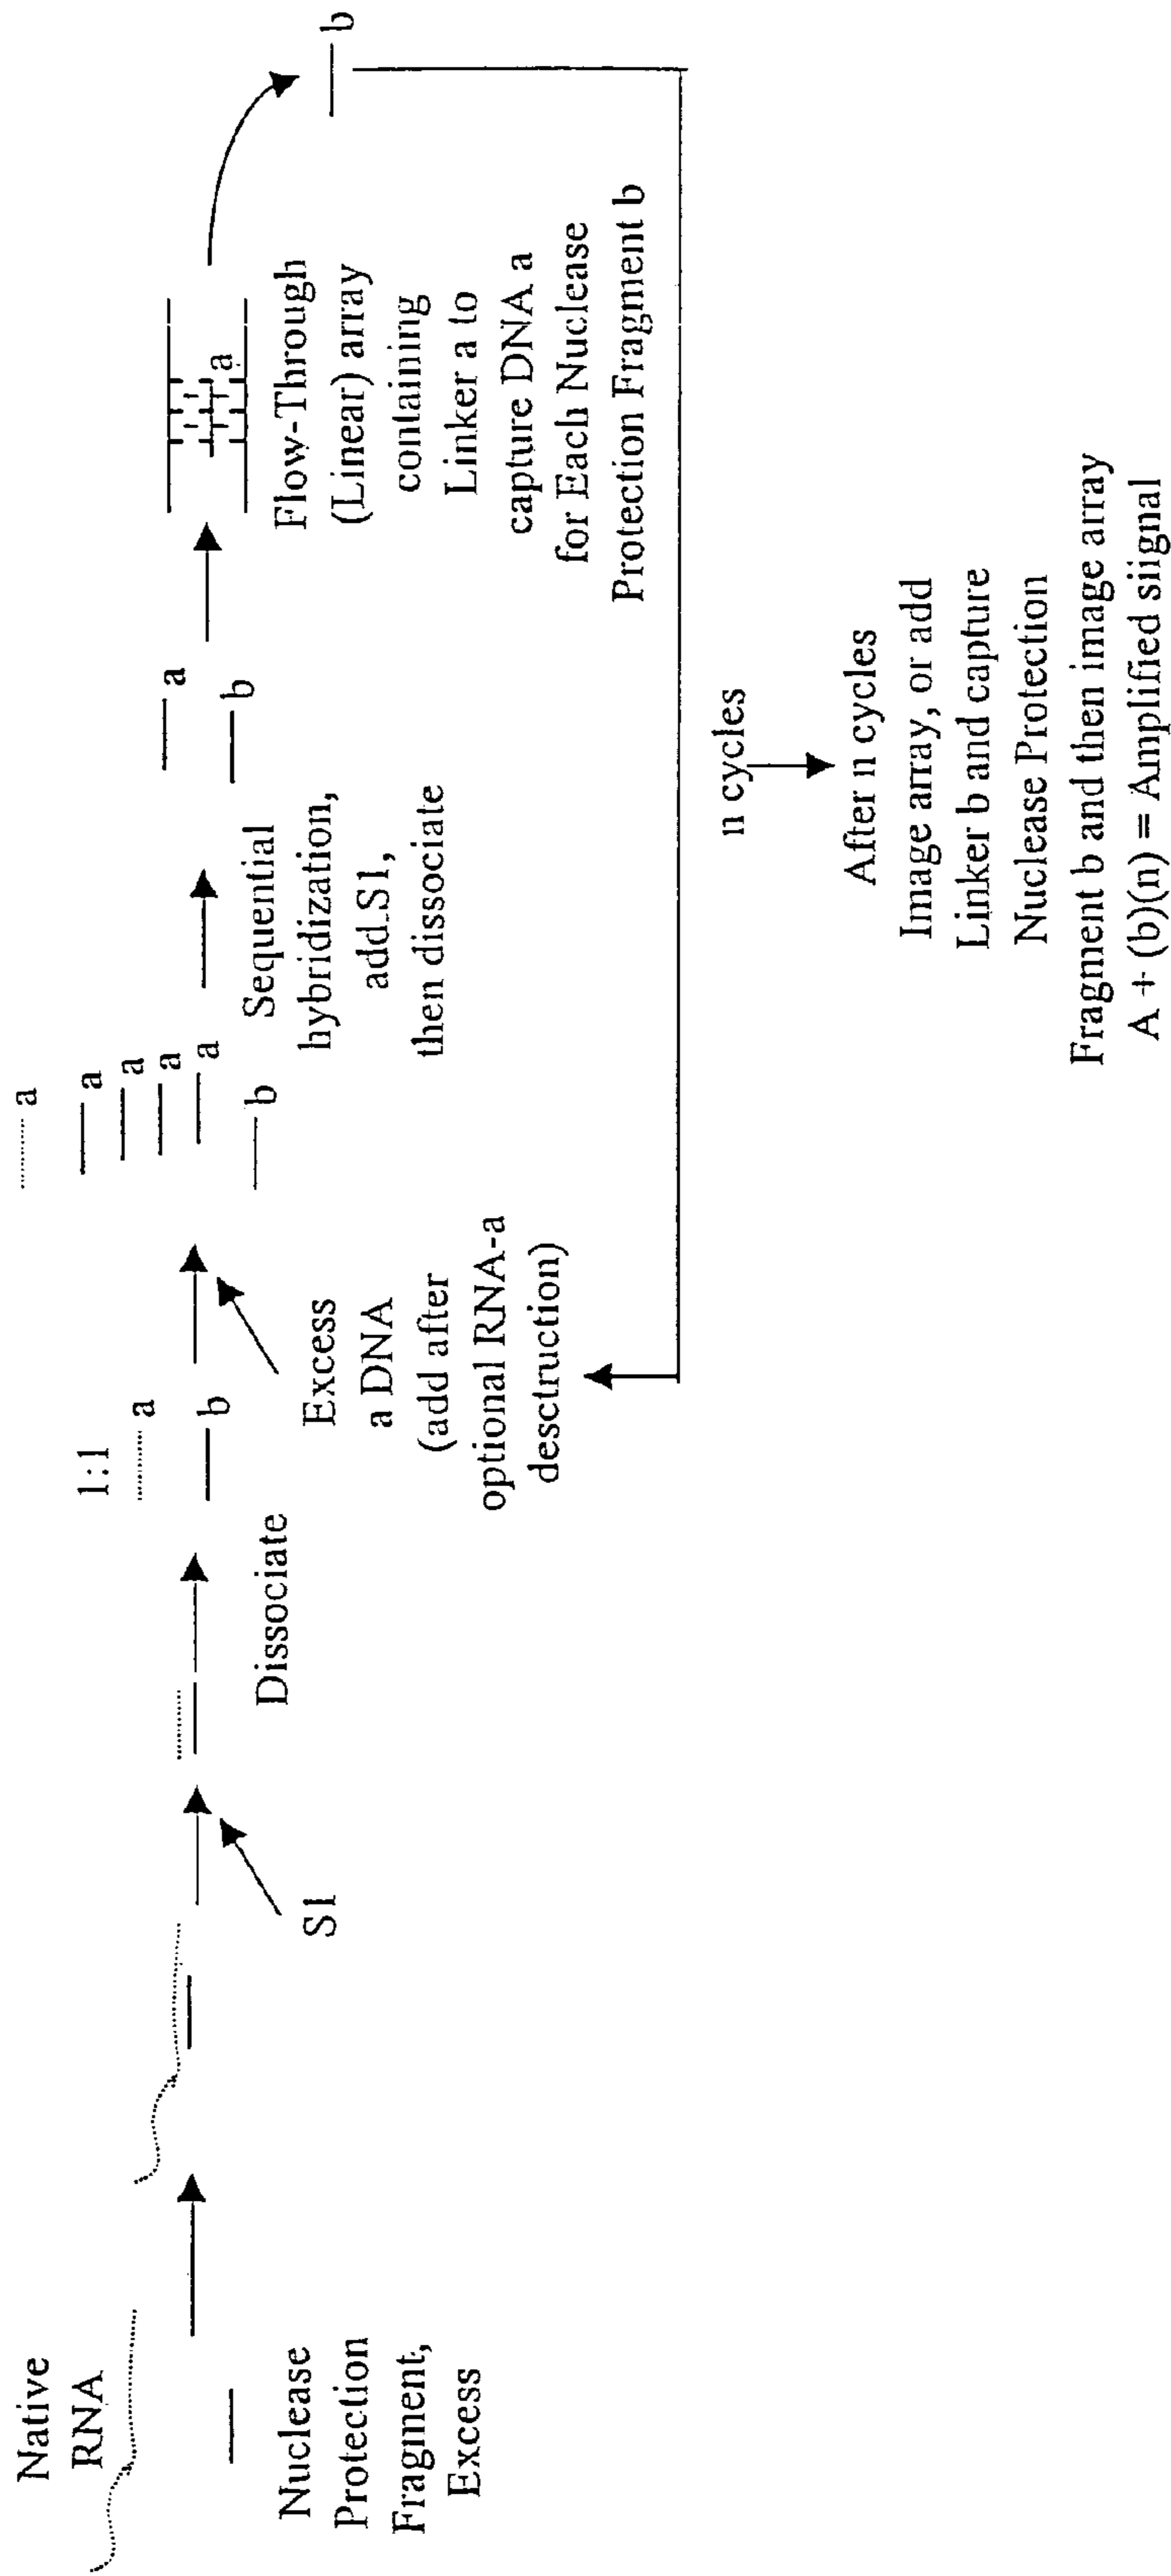 Native
RNA
Nuclease
Protection
Fragment,
Excess
S1
Dissociate
1:1
a
b
Excess
a DNA
(add after
optional RNA-a
desctruction)
a
a
a
a
a
b
Sequential
hybridization,
add S1,
then dissociate
a
b
a
Flow-Through
(Linear) array
containing
Linker a to
capture DNA a
for Each Nuclease
Protection Fragment b
b
n cycles
After n cycles
Image array, or add
Linker b and capture
Nuclease Protection
Fragment b and then image array
A + (b)(n) = Amplified siignal